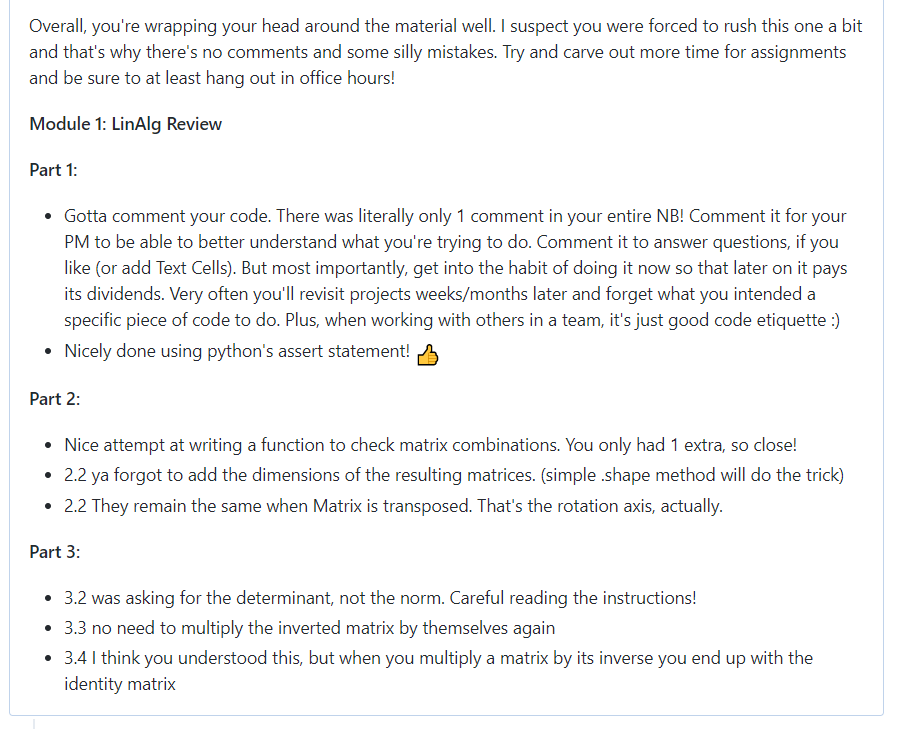 Overall, you're wrapping your head around the material well. I suspect you were forced to rush this one a bit
and that's why there's no comments and some silly mistakes. Try and carve out more time for assignments
and be sure to at least hang out in office hours!
Module 1: LinAlg Review
Part 1:
• Gotta comment your code. There was literally only 1 comment in your entire NB! Comment it for your
PM to be able to better understand what you're trying to do. Comment it to answer questions, if you
like (or add Text Cells). But most importantly, get into the habit of doing it now so that later on it pays
its dividends. Very often you'll revisit projects weeks/months later and forget what you intended a
specific piece of code to do. Plus, when working with others in a team, it's just good code etiquette :)
• Nicely done using python's assert statement! 👍
Part 2:
• Nice attempt at writing a function to check matrix combinations. You only had 1 extra, so close!
• 2.2 ya forgot to add the dimensions of the resulting matrices. (simple .shape method will do the trick)
• 2.2 They remain the same when Matrix is transposed. That's the rotation axis, actually.
Part 3:
• 3.2 was asking for the determinant, not the norm. Careful reading the instructions!
• 3.3 no need to multiply the inverted matrix by themselves again
• 3.4 I think you understood this, but when you multiply a matrix by its inverse you end up with the
identity matrix